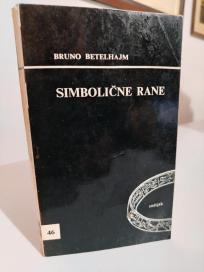 BRUNO BETELHAJM
SIMBOLIČNE RANE
zodijak
46